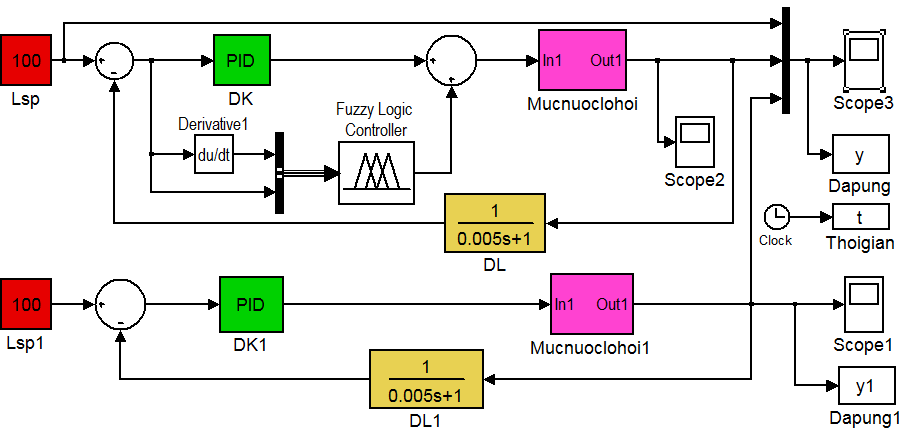 100
Lsp
PID
DK
Derivative1
du/dt
Fuzzy Logic
Controller
In1 Out1
Mucnuoclohoi
Scope2
Scope3
y
Dapung
Clock
t
Thoigian
1
0.005s+1
DL
100
Lsp1
PID
DK1
In1 Out1
Mucnuoclohoi1
Scope1
1
0.005s+1
DL1
y1
Dapung1